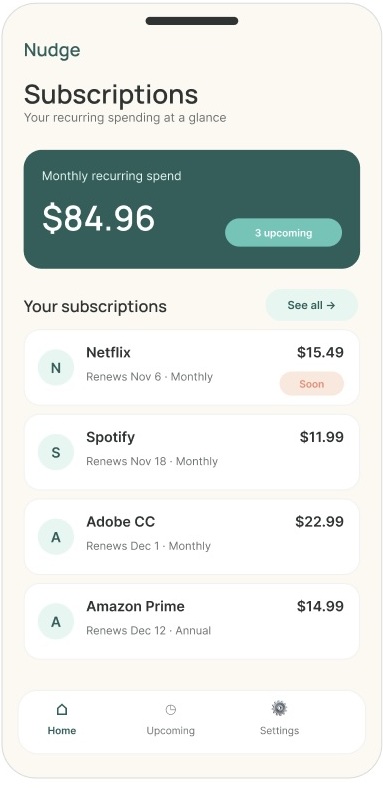 Nudge
Subscriptions
Your recurring spending at a glance
Monthly recurring spend
$84.96
3 upcoming
Your subscriptions
See all →
N
Netflix
$15.49
Renews Nov 6 · Monthly
Soon
S
Spotify
$11.99
Renews Nov 18 · Monthly
A
Adobe CC
$22.99
Renews Dec 1 · Monthly
A
Amazon Prime
$14.99
Renews Dec 12 · Annual
Home
Upcoming
Settings